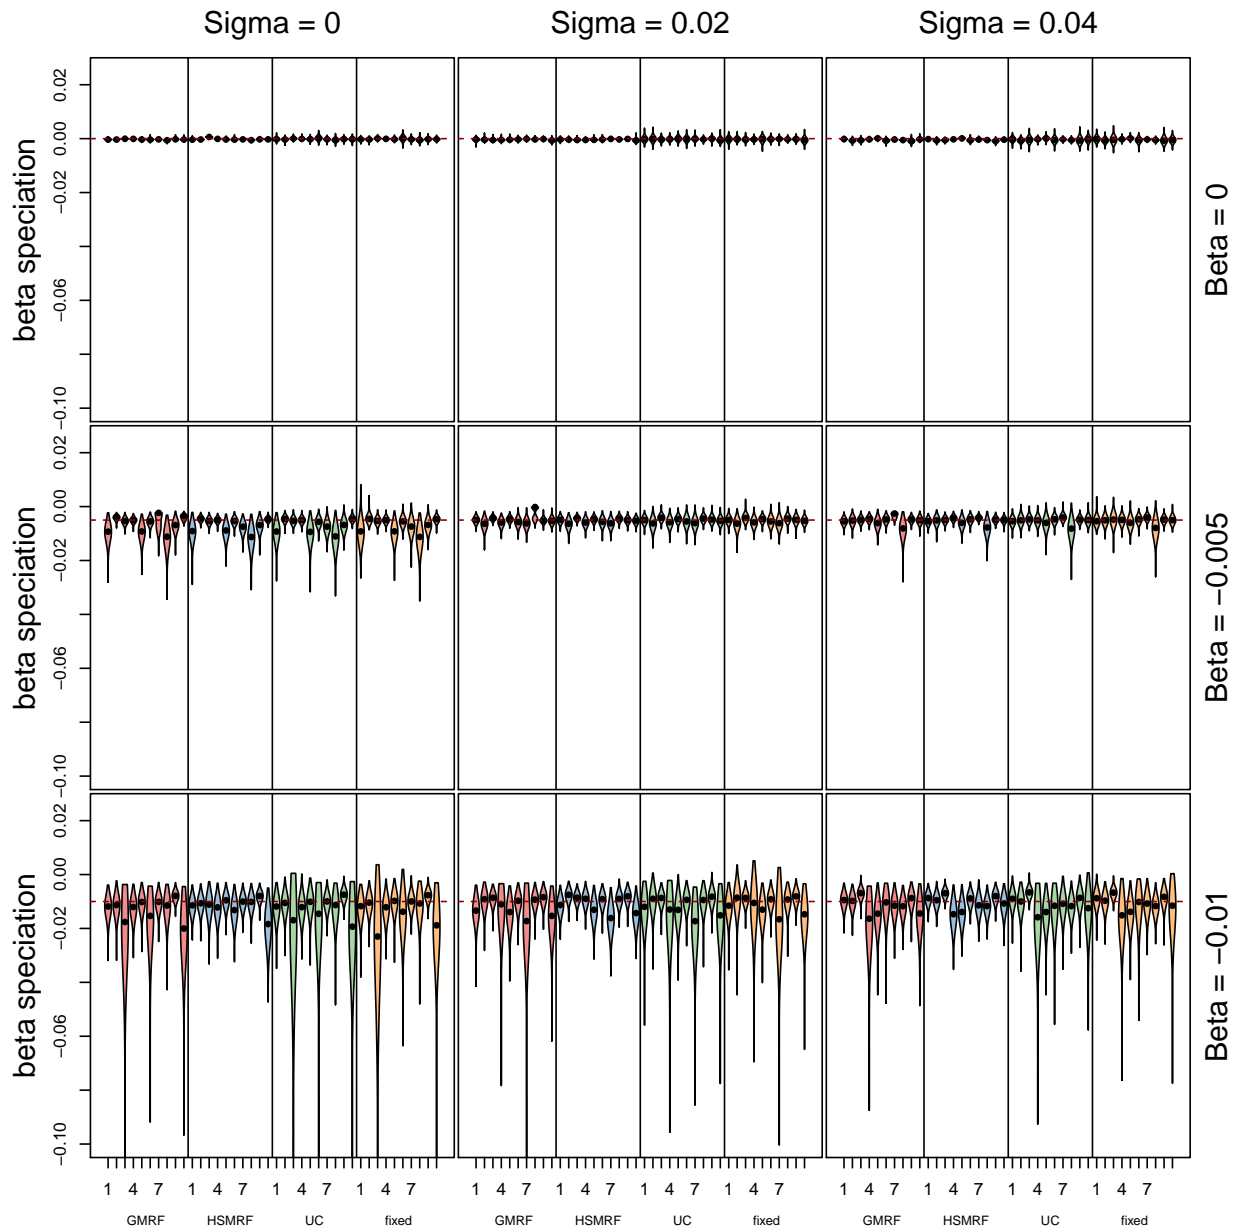 Sigma = 0 Sigma = 0.02 Sigma = 0.04
beta speciation
0.02
0.00
−0.02
−0.06
−0.10
Beta = 0
beta speciation
0.02
0.00
−0.02
−0.06
−0.10
Beta = −0.005
beta speciation
0.02
0.00
−0.02
−0.06
−0.10
Beta = −0.01
1 4 7 1 4 7 1 4 7 1 4 7 1 4 7 1 4 7 1 4 7 1 4 7 1 4 7 1 4 7 1 4 7 1 4 7
GMRF HSMRF UC fixed GMRF HSMRF UC fixed GMRF HSMRF UC fixed